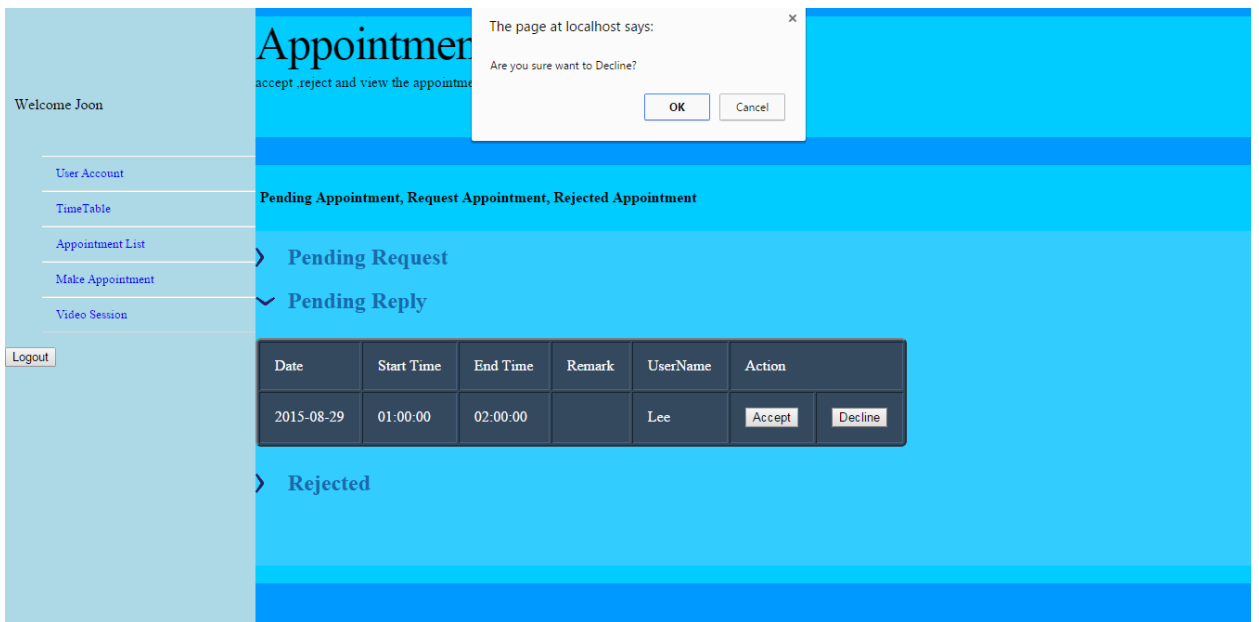 Welcome Joon
User Account
TimeTable
Appointment List
Make Appointment
Video Session
Logout
accept ,reject and view the
The page at localhost says:
×
Are you sure want to Decline?
OK
Cancel
Pending Appointment, Request Appointment, Rejected Appointment
Pending Request
Pending Reply
Date Start Time End Time Remark UserName Action
2015-08-29 01:00:00 02:00:00 Lee Accept Decline
Rejected